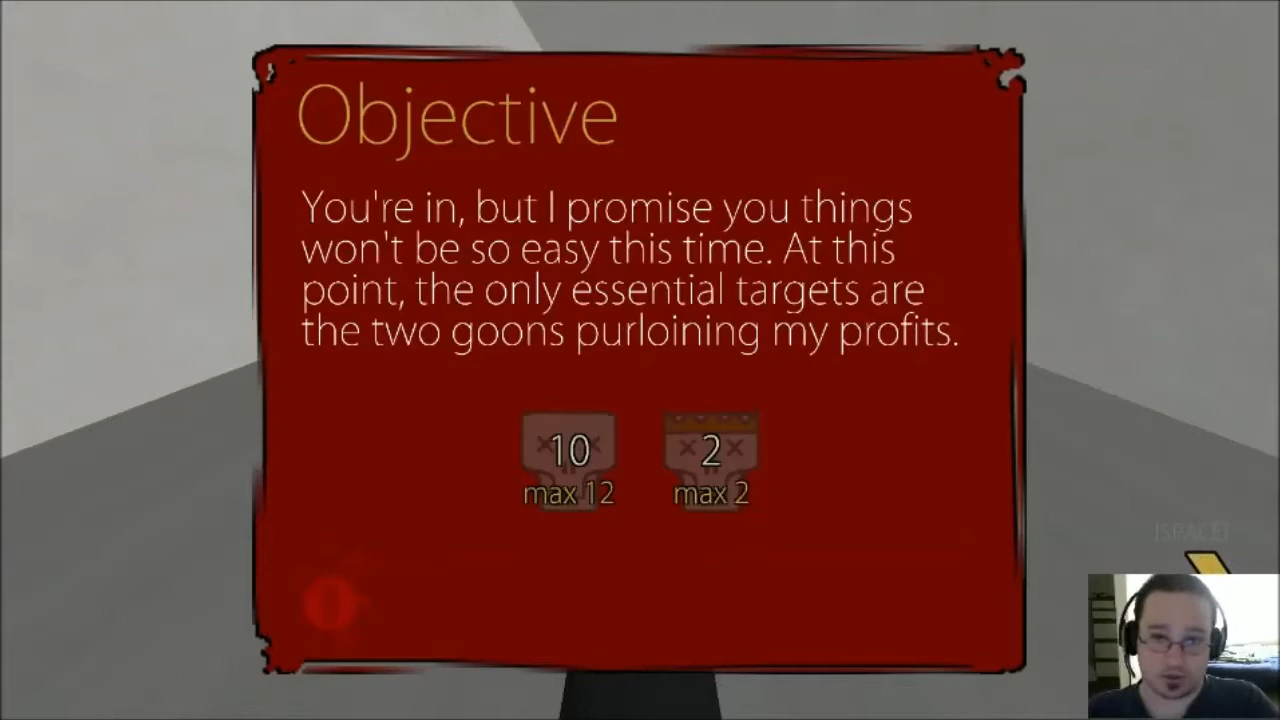 Objective
You're in, but I promise you things
won't be so easy this time. At this
point, the only essential targets are
the two goons purloining my profits.
10 2
max 12 max 2
[SPACE]